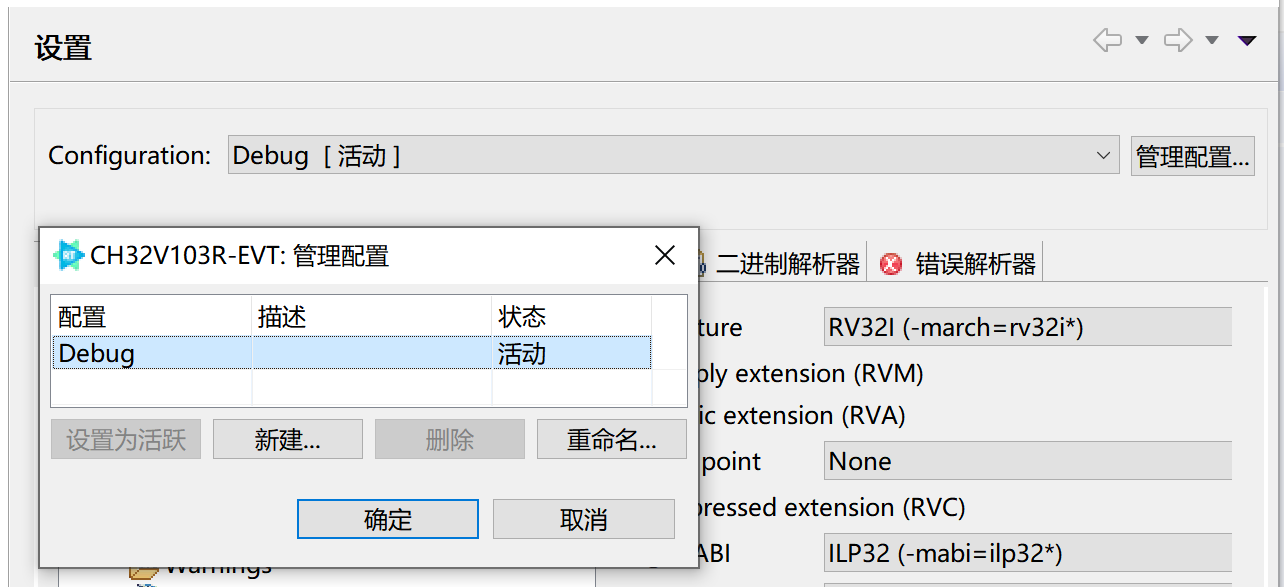 设置
Configuration: Debug [ 活动 ] 管理配置...
CH32V103R-EVT: 管理配置
二进制解析器 错误解析器
配置 描述 状态
Debug 活动
设置为活跃 新建... 删除 重命名...
确定 取消
ture RV32I (-march=rv32i*)
ply extension (RVM)
ic extension (RVA)
point None
pressed extension (RVC)
ABI ILP32 (-mabi=ilp32*)
Warnings